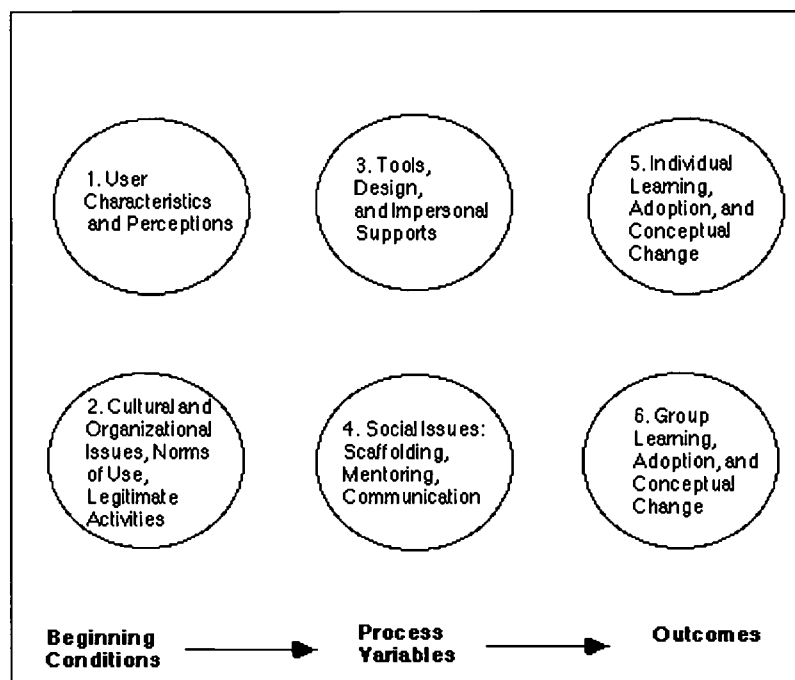 1. User
Characteristics
and Perceptions
3. Tools,
Design,
and Impersonal
Supports
5. Individual
Learning,
Adoption, and
Conceptual
Change
2. Cultural and
Organizational
Issues, Norms
of Use,
Legitimate
Activities
4. Social Issues:
Scaffolding,
Mentoring,
Communication
6. Group
Learning,
Adoption, and
Conceptual
Change
Beginning
Conditions
Process
Variables
Outcomes